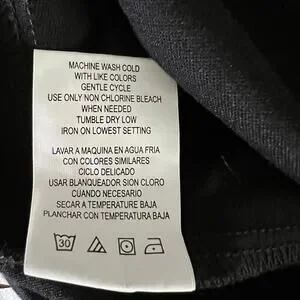 MACHINE WASH COLD
WITH LIKE COLORS
GENTLE CYCLE
USE ONLY NON CHLORINE BLEACH
WHEN NEEDED
TUMBLE DRY LOW
IRON ON LOWEST SETTING
LAVAR A MAQUINA EN AGUA FRIA
CON COLORES SIMILARES
CICLO DELICADO
USAR BLANQUEADOR SION CLORO
CUANDO NECESARIO
SECAR A TEMPERATURE BAJA
PLANCHAR CON TEMPERATURA BAJA
30